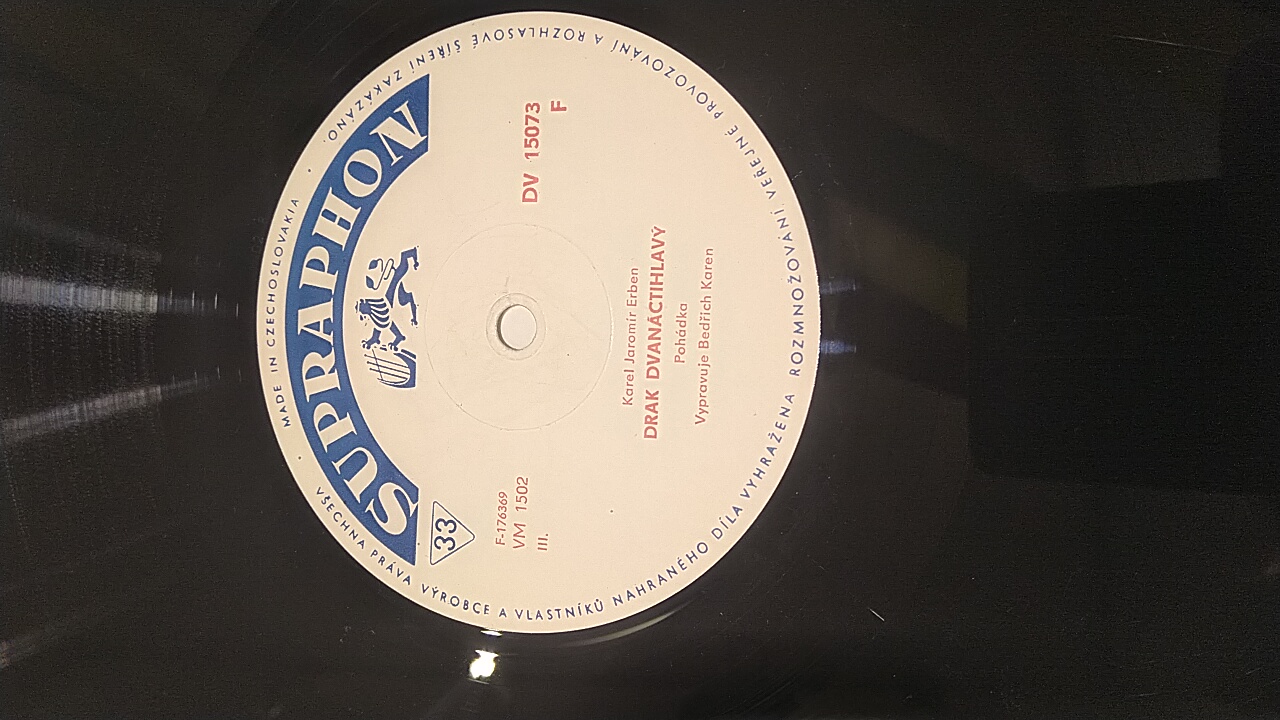 MADE IN CZECHOSLOVAKIA
SUPRAPHON
33
F-176369
VM 1502
III.
DV 15073
F
Karel Jaromír Erben
DRAK DVANÁCTIHLAVÝ
Pohádka
Vypravuje Bedřich Karen
VŠECHNA PRÁVA VÝROBCE A VLASTNÍKŮ NAHRANÉHO DÍLA VYHRAŽENA ROZMNOŽOVÁNÍ, VEŘEJNÉ PROVOZOVÁNÍ A ROZHLASOVÉ ŠÍŘENÍ ZAKÁZÁNO.